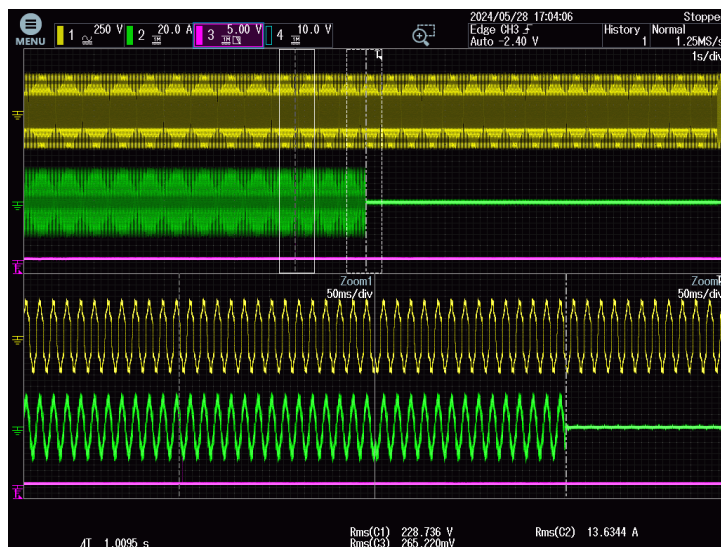 2024/05/28 17:04:06 Stoppe
MENU 1 250 V 2 20.0 A 3 5.00 V 4 10.0 V Edge CH3 History Normal
Auto -2.40 V 1 1.25MS/s
1s/div
Zoom1 Zoom
50ms/div 50ms/div
Rms(C1) 228.736 V Rms(C2) 13.6344 A
ΔT 1.0095 s Rms(C3) 265.220mV